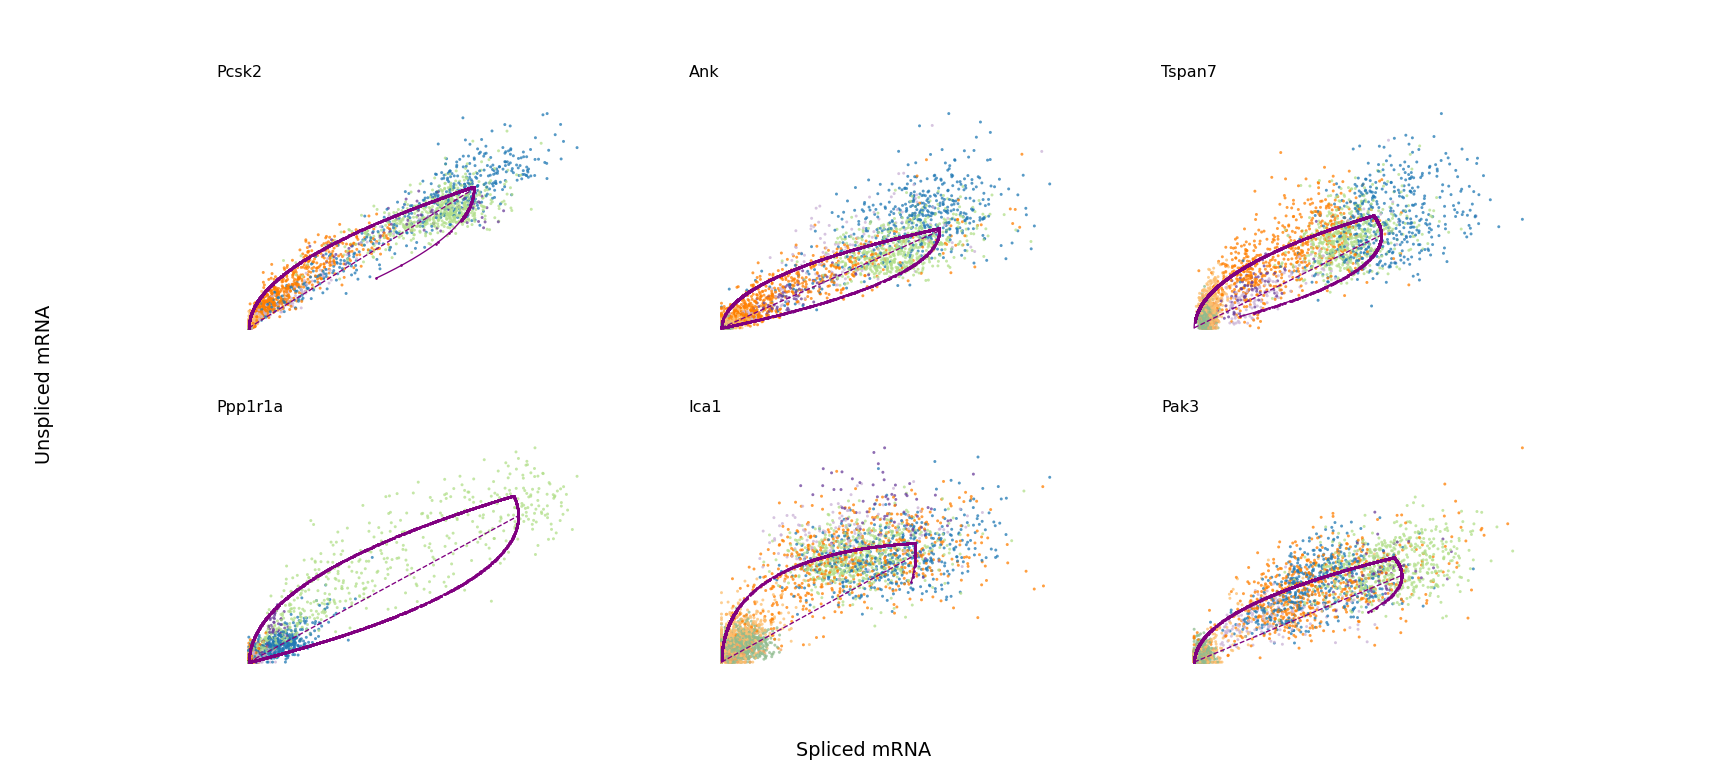 Pcsk2
Ank
Tspan7
Unspliced mRNA
Ppp1r1a
Ica1
Pak3
Spliced mRNA